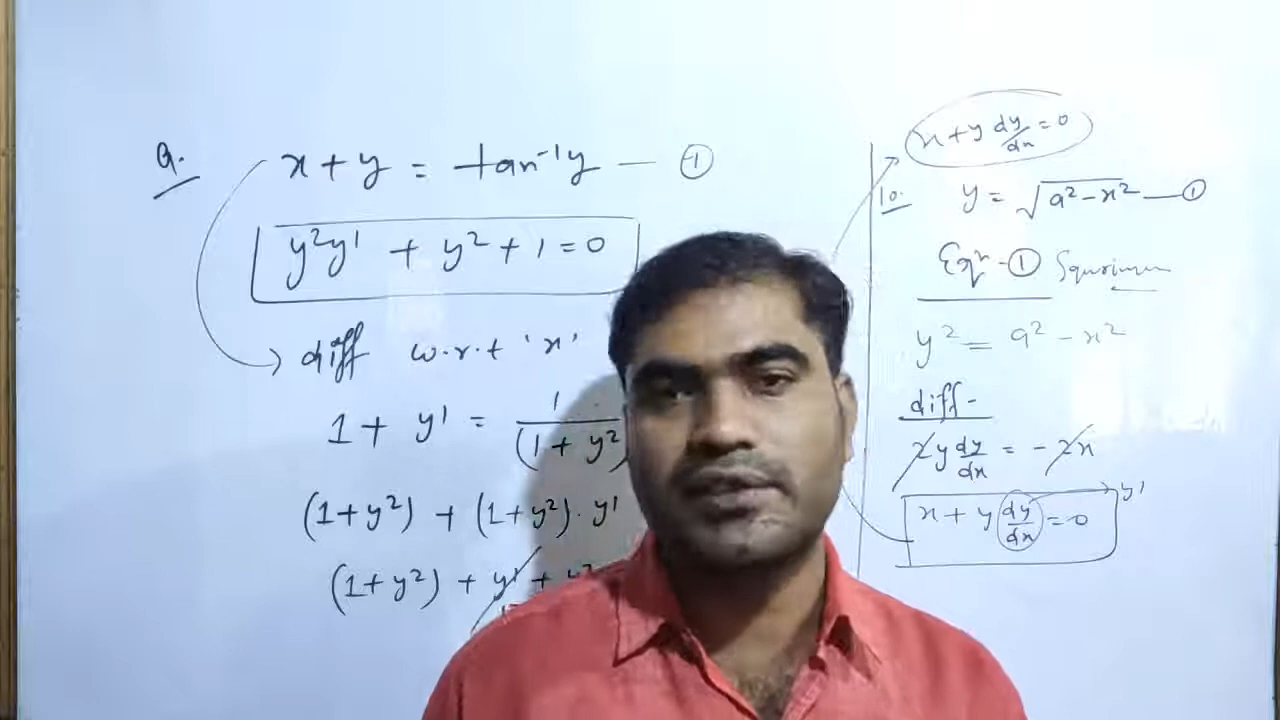 9. x + y = tan⁻¹y — ①
y²y' + y² + 1 = 0
diff w.r.t 'x'
1 + y' = 1/(1 + y²)
(1+y²) + (1+y²). y'
(1+y²) + y' + y²
x + y dy/dx = 0
10. y = √(a² - x²) — ①
Eqⁿ - ①
y² = a² - x²
diff -
2y dy/dx = - 2x
x + y dy/dx = 0 y'